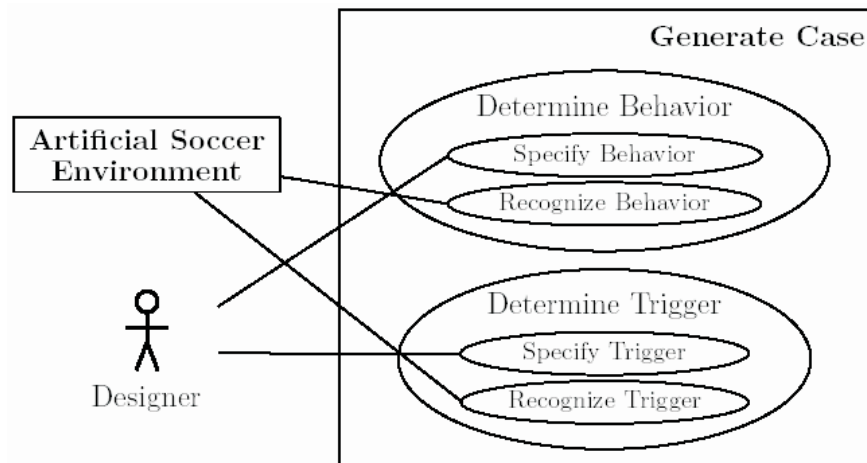 Generate Case
Determine Behavior
Artificial Soccer
Environment
Specify Behavior
Recognize Behavior
Determine Trigger
Specify Trigger
Recognize Trigger
Designer